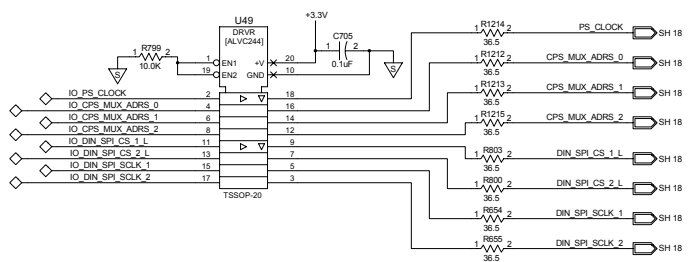 U49
DRVR
[ALVC244]
+3.3V
C705
1 2
0.1uF
R799
1 2
10.0K
S
1 EN1 +V 20
19 EN2 GND 10
S
IO_PS_CLOCK 2 18
IO_CPS_MUX_ADRS_0 4 16
IO_CPS_MUX_ADRS_1 6 14
IO_CPS_MUX_ADRS_2 8 12
IO_DIN_SPI_CS_1_L 11 9
IO_DIN_SPI_CS_2_L 13 7
IO_DIN_SPI_SCLK_1 15 5
IO_DIN_SPI_SCLK_2 17 3
TSSOP-20
R1214
1 2 PS_CLOCK SH 18
36.5
R1212
1 2 CPS_MUX_ADRS_0 SH 18
36.5
R1213
1 2 CPS_MUX_ADRS_1 SH 18
36.5
R1215
1 2 CPS_MUX_ADRS_2 SH 18
36.5
R803
1 2 DIN_SPI_CS_1_L SH 18
36.5
R800
1 2 DIN_SPI_CS_2_L SH 18
36.5
R654
1 2 DIN_SPI_SCLK_1 SH 18
36.5
R655
1 2 DIN_SPI_SCLK_2 SH 18
36.5